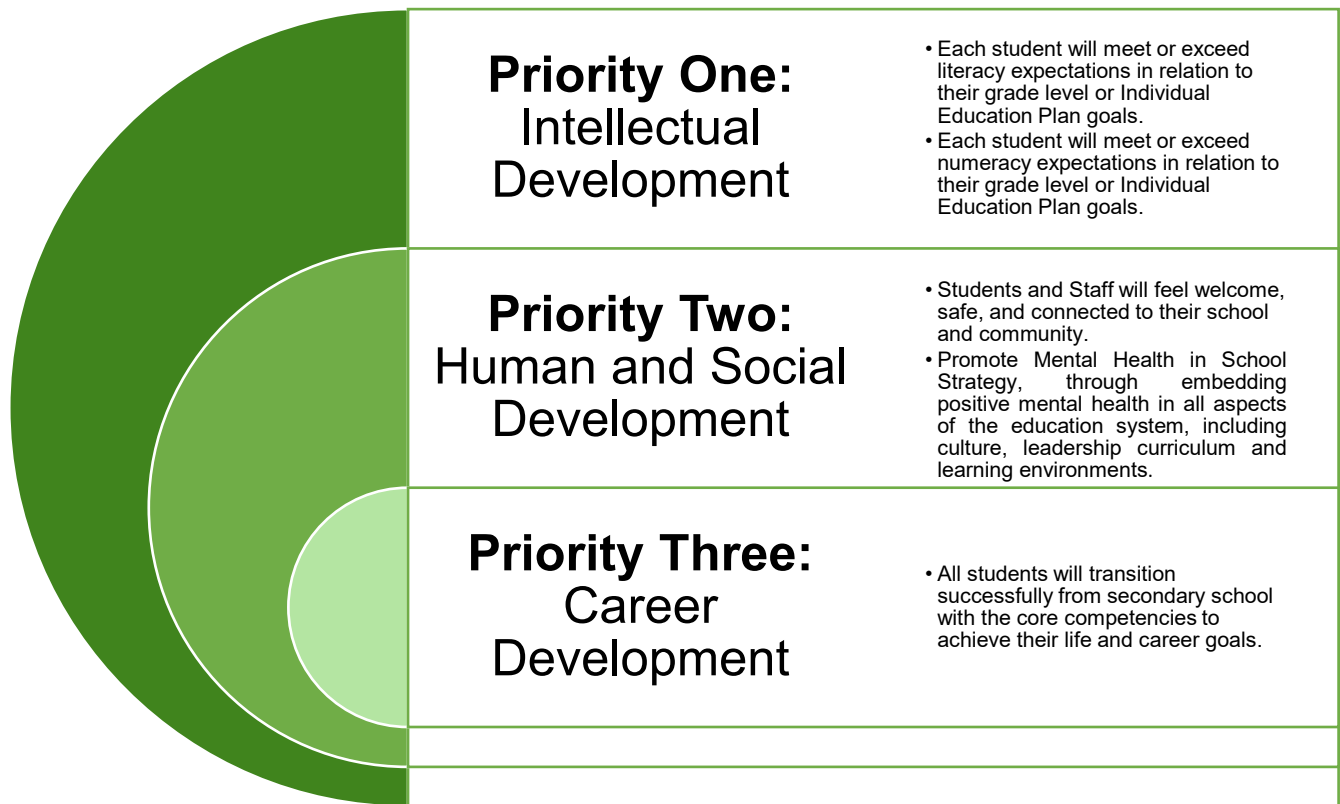 Priority One:
Intellectual
Development
• Each student will meet or exceed
literacy expectations in relation to
their grade level or Individual
Education Plan goals.
• Each student will meet or exceed
numeracy expectations in relation to
their grade level or Individual
Education Plan goals.
Priority Two:
Human and Social
Development
• Students and Staff will feel welcome,
safe, and connected to their school
and community.
• Promote Mental Health in School
Strategy, through embedding
positive mental health in all aspects
of the education system, including
culture, leadership curriculum and
learning environments.
Priority Three:
Career
Development
• All students will transition
successfully from secondary school
with the core competencies to
achieve their life and career goals.